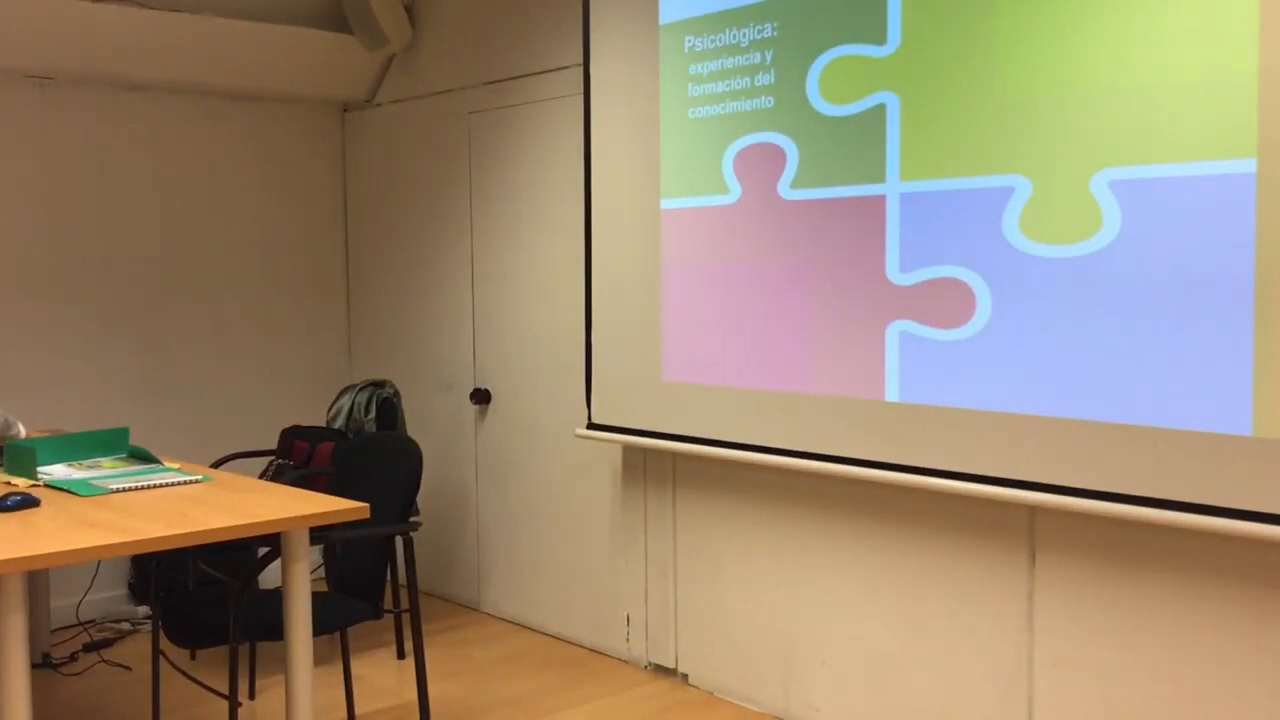 Psicológica:
experiencia y
formación del
conocimiento